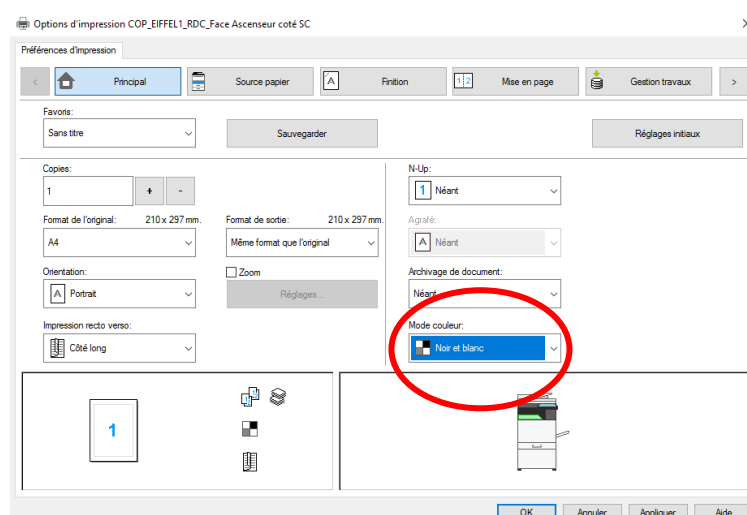 Options d'impression COP_EIFFEL1_RDC_Face Ascenseur coté SC
Préférences d'impression
< Principal Source papier Finition Mise en page Gestion travaux >
Favoris:
Sans titre Sauvegarder Réglages initiaux
Copies: N-Up:
1 + - 1 Néant
Format de l'original: 210 x 297 mm. Format de sortie: 210 x 297 mm. Agrafé:
A4 Même format que l'original Néant
Orientation: Zoom Archivage de document:
Portrait Réglages... Néant
Impression recto verso: Mode couleur:
Côté long Noir et blanc
1
OK Annuler Appliquer Aide